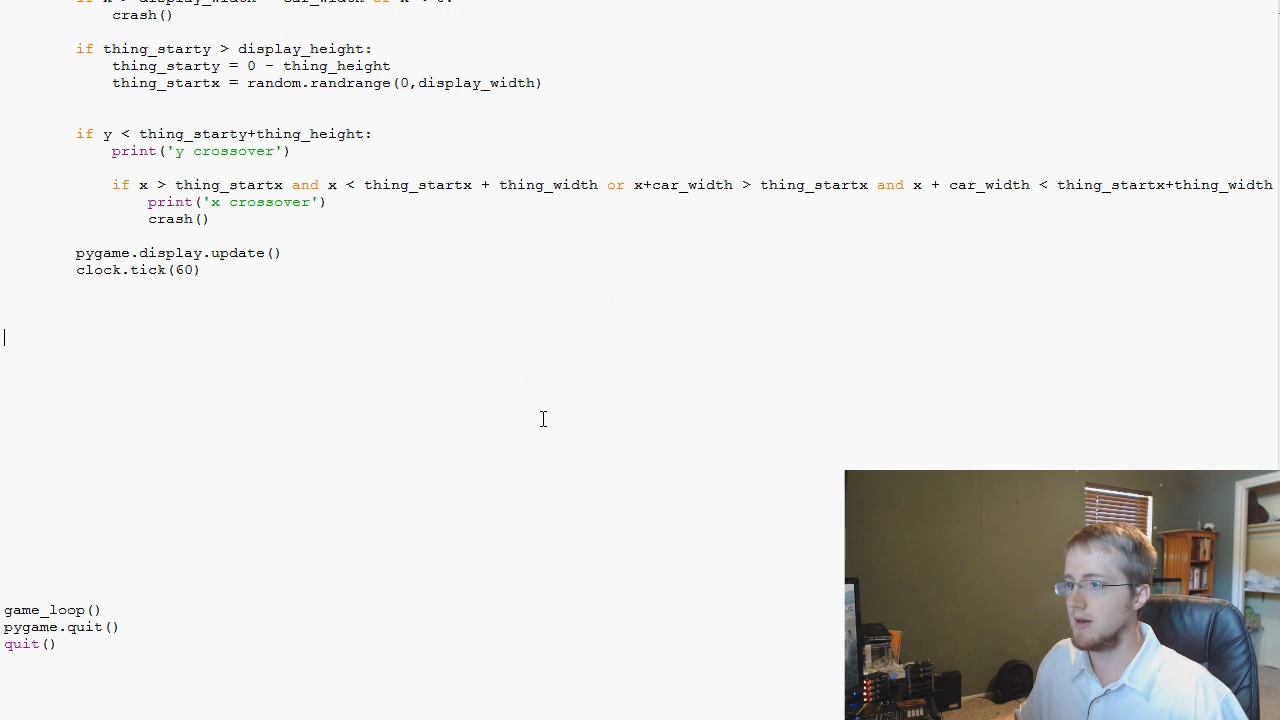 crash()
if thing_starty > display_height:
thing_starty = 0 - thing_height
thing_startx = random.randrange(0,display_width)
if y < thing_starty+thing_height:
print('y crossover')
if x > thing_startx and x < thing_startx + thing_width or x+car_width > thing_startx and x + car_width < thing_startx+thing_width
print('x crossover')
crash()
pygame.display.update()
clock.tick(60)
game_loop()
pygame.quit()
quit()